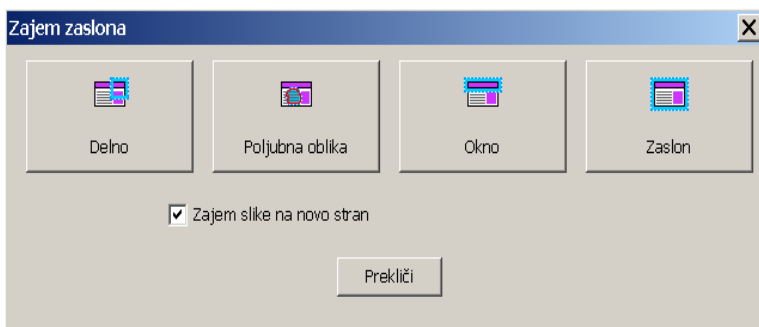 Zajem zaslona
Delno
Poljubna oblika
Okno
Zaslon
Zajem slike na novo stran
Prekliči